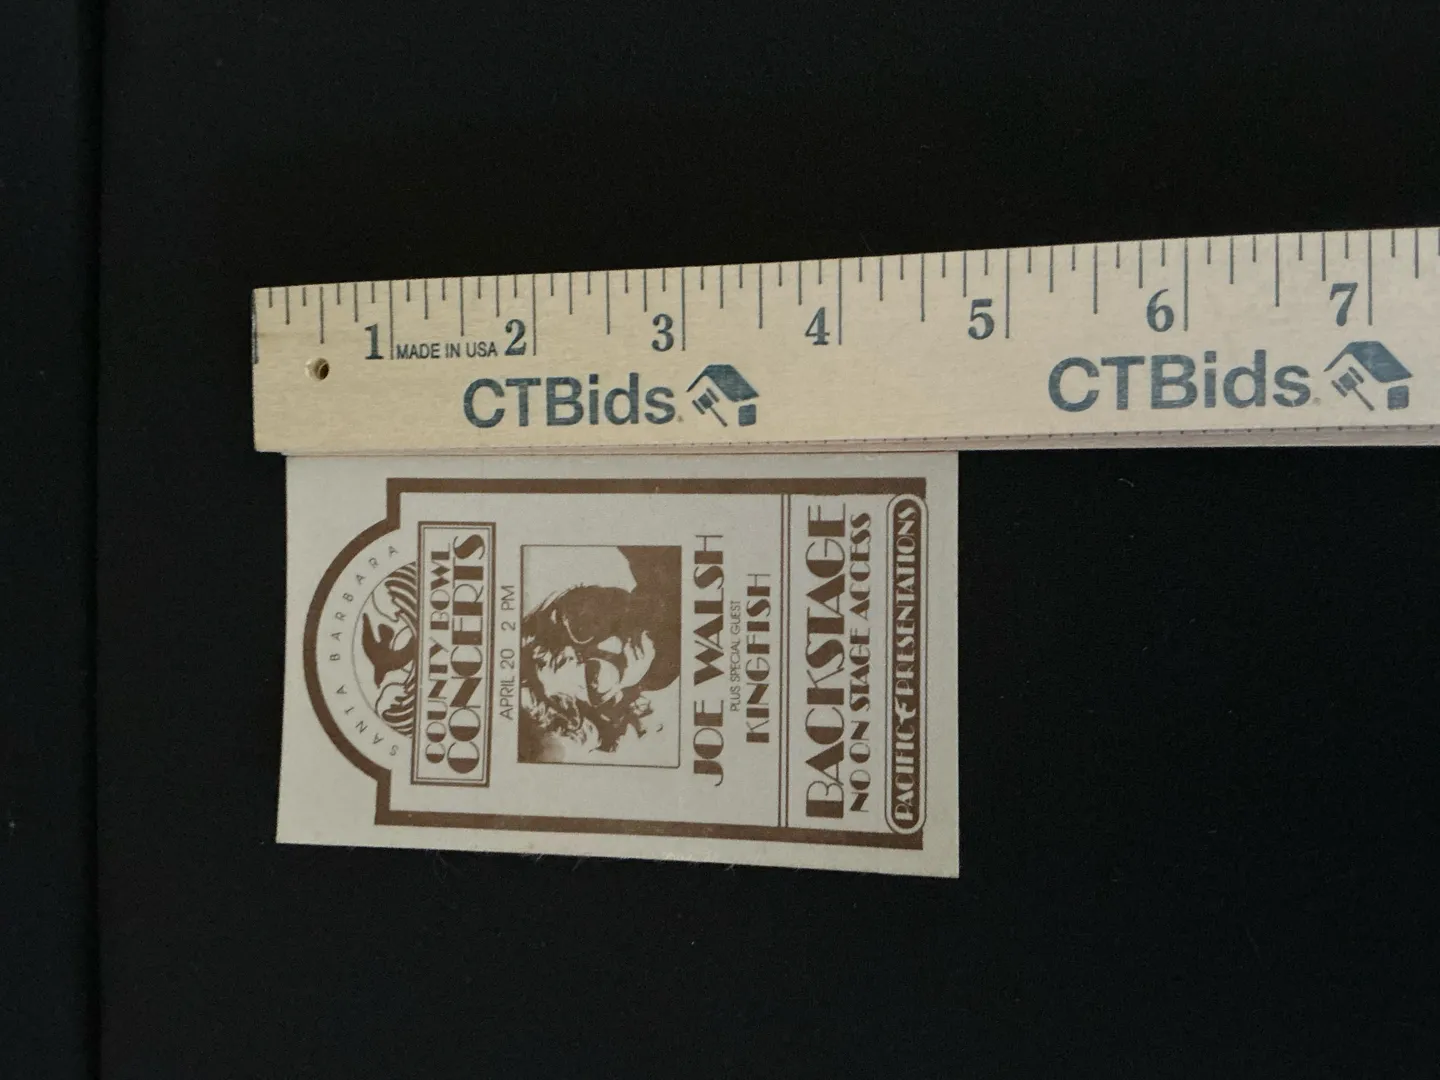 1 2 3 4 5 6 7
MADE IN USA
CTBids CTBids
SANTA BARBARA
COUNTY BOWL
CONCERTS
APRIL 20 2 PM
JOE WALSH
PLUS SPECIAL GUEST
KINGFISH
BACKSTAGE
NO ON STAGE ACCESS
PACIFIC PRESENTATIONS